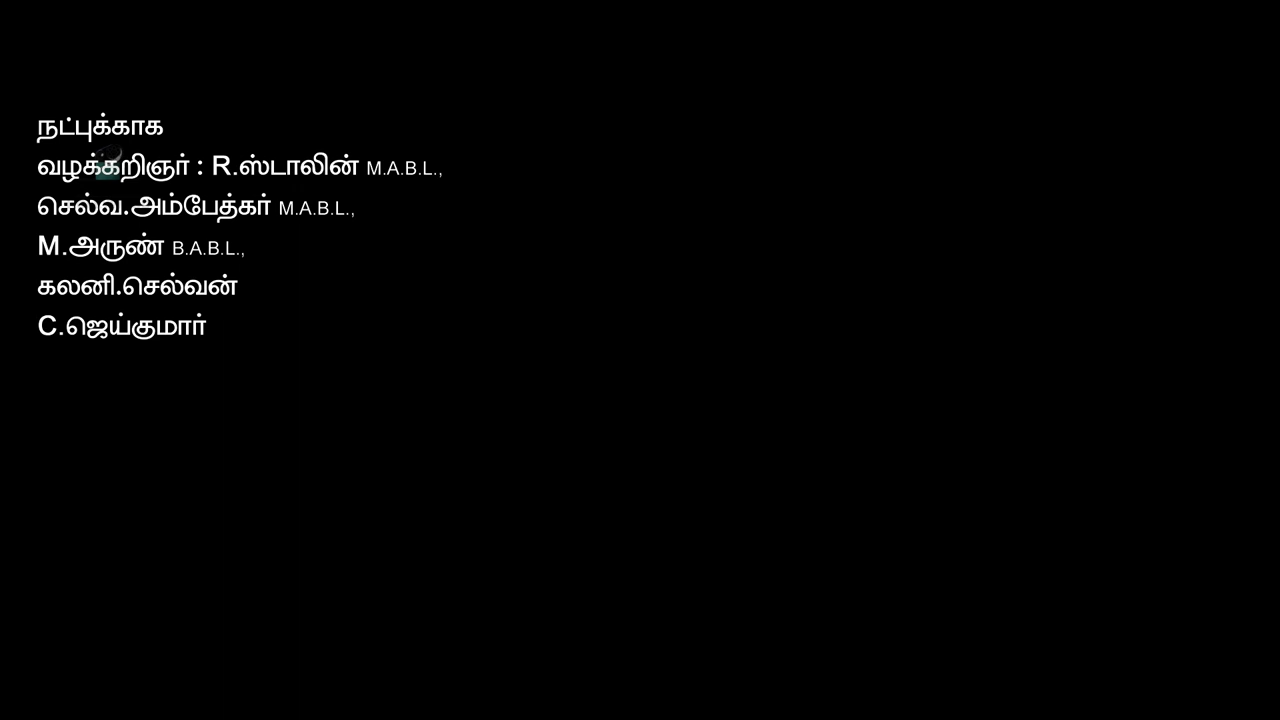 நட்புக்காக
வழக்கறிஞர் : R.ஸ்டாலின் M.A.B.L.,
செல்வ.அம்பேத்கர் M.A.B.L.,
M.அருண் B.A.B.L.,
கலனி.செல்வன்
C.ஜெய்குமார்